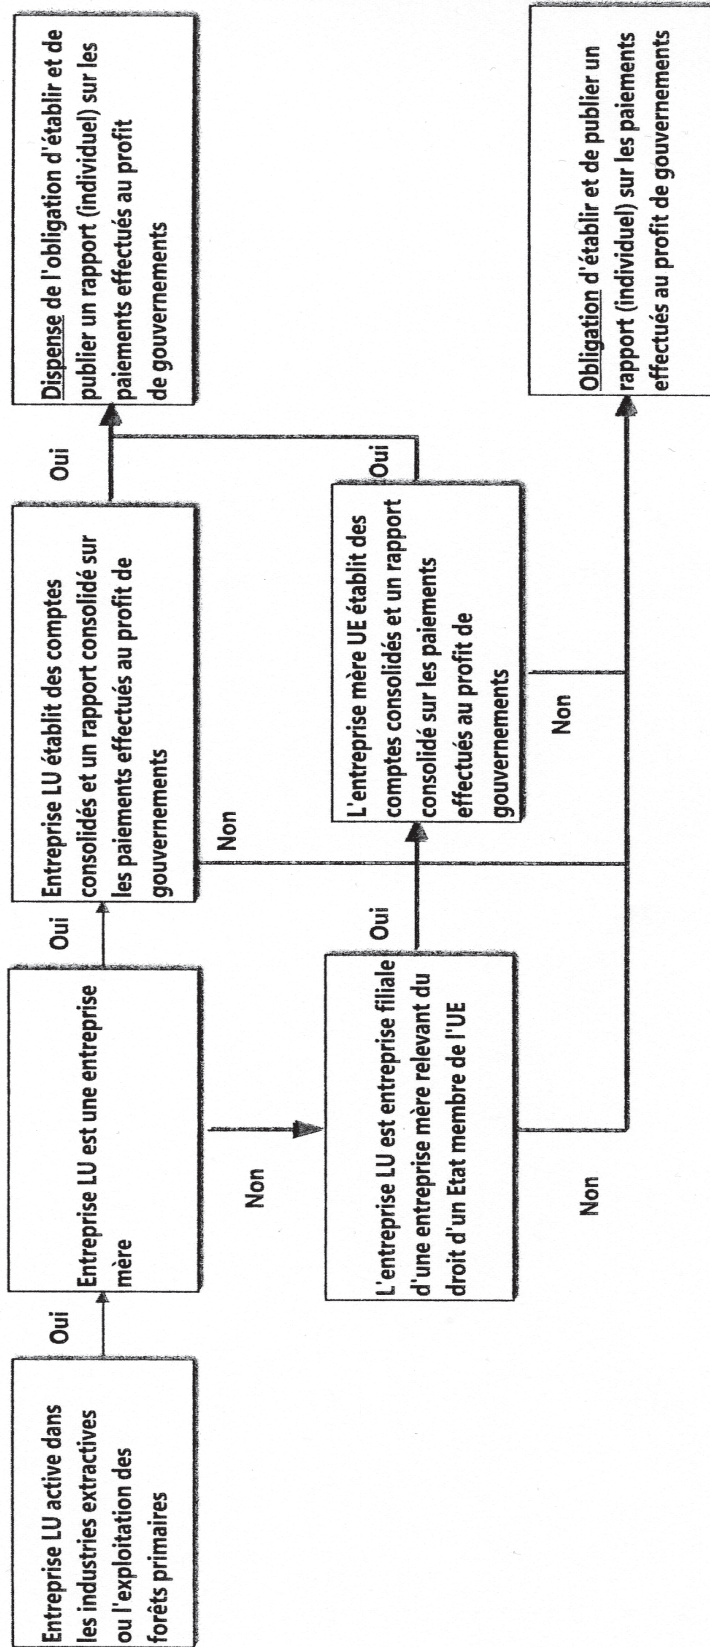 Entreprise LU active dans
les industries extractives
ou l'exploitation des
forêts primaires
Oui
Entreprise LU est une entreprise
mère
Oui
Entreprise LU établit des comptes
consolidés et un rapport consolidé sur
les paiements effectués au profit de
gouvernements
Oui
Dispense de l'obligation d'établir et de
publier un rapport (individuel) sur les
paiements effectués au profit
de gouvernements
Non
Non
L'entreprise LU est entreprise filiale
d'une entreprise mère relevant du
droit d'un Etat membre de l'UE
Oui
L'entreprise mère UE établit des
comptes consolidés et un rapport
consolidé sur les paiements
effectués au profit de
gouvernements
Oui
Non
Non
Obligation d'établir et de publier un
rapport (individuel) sur les paiements
effectués au profit de gouvernements